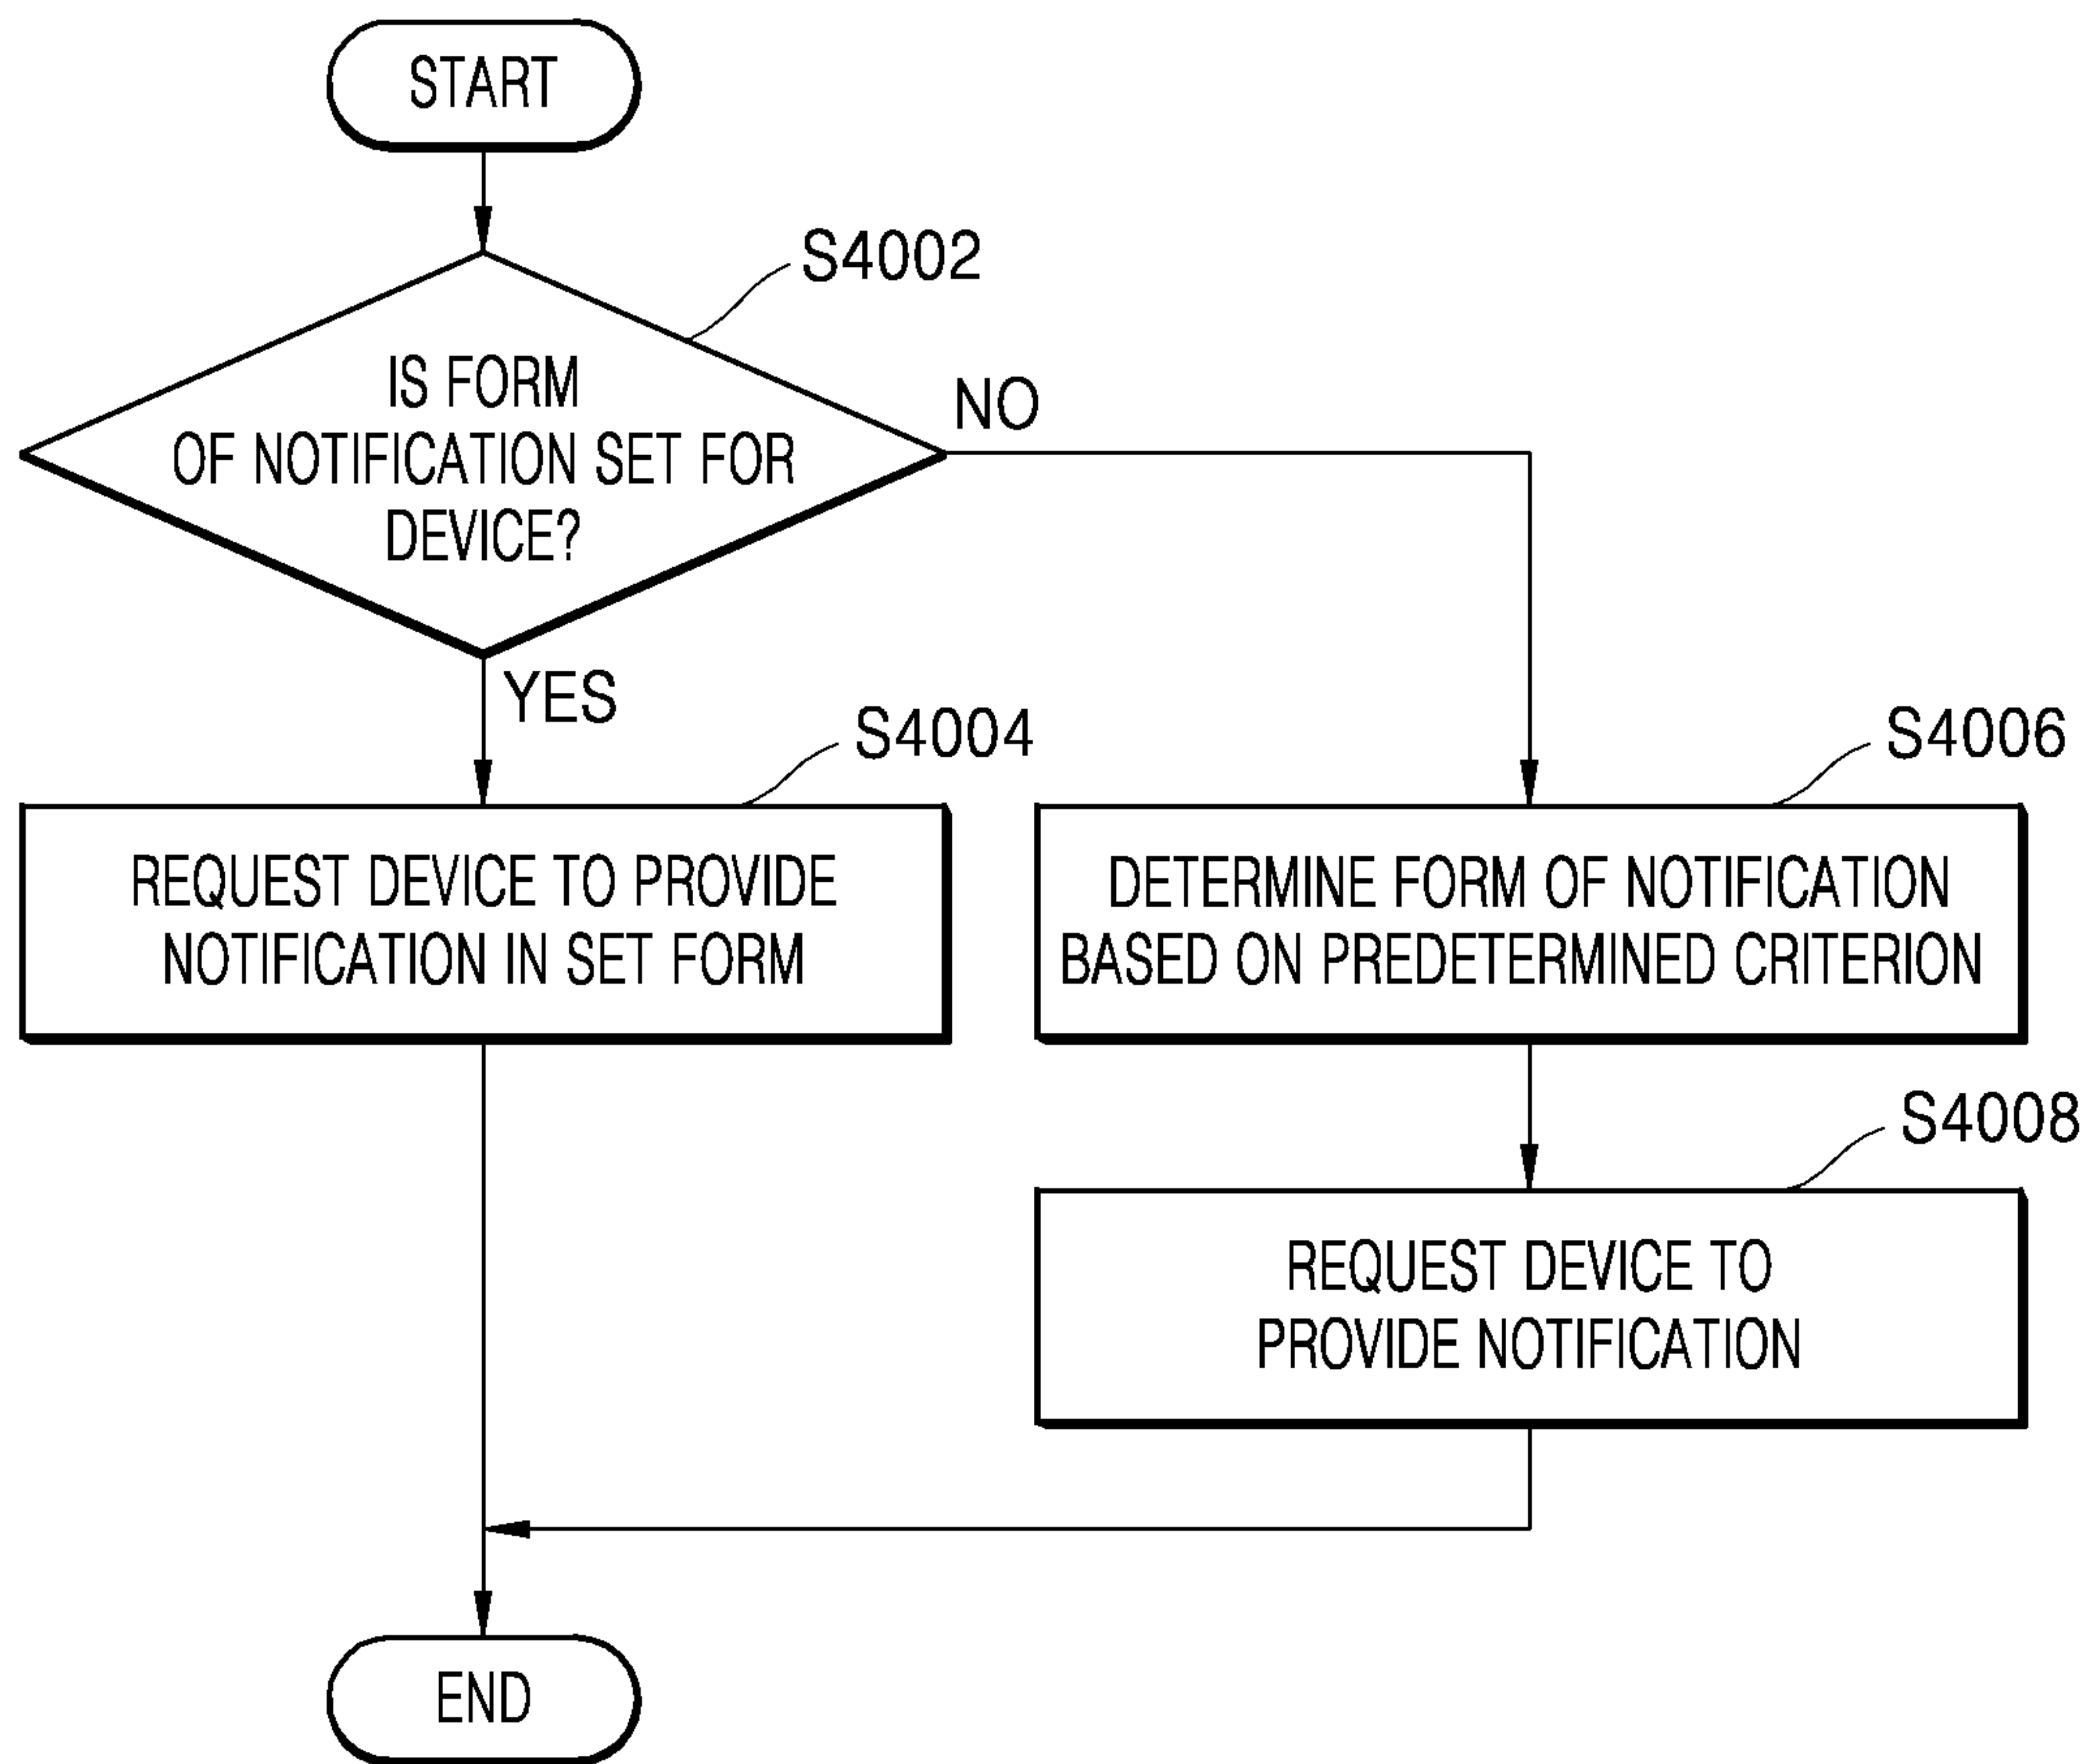 START
S4002
IS FORM
OF NOTIFICATION SET FOR
DEVICE?
NO
YES
S4004
REQUEST DEVICE TO PROVIDE
NOTIFICATION IN SET FORM
S4006
DETERMINE FORM OF NOTIFICATION
BASED ON PREDETERMINED CRITERION
S4008
REQUEST DEVICE TO
PROVIDE NOTIFICATION
END